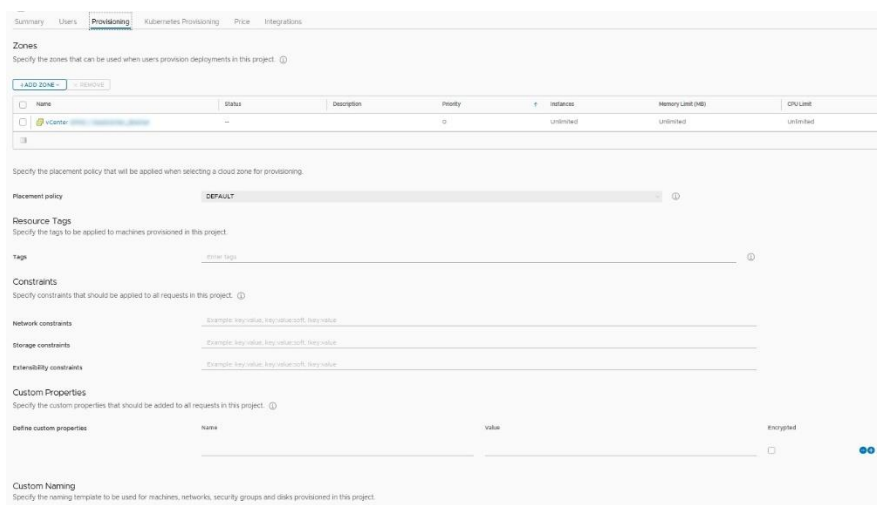 Summary Users Provisioning Kubernetes Provisioning Price Integrations
Zones
Specify the zones that can be used when users provision deployments in this project.
+ADD ZONE × REMOVE
Name Status Description Priority Instances Memory Limit (MB) CPU Limit
vCenter – 0 Unlimited Unlimited Unlimited
Specify the placement policy that will be applied when selecting a cloud zone for provisioning.
Placement policy DEFAULT
Resource Tags
Specify the tags to be applied to machines provisioned in this project.
Tags Enter tags
Constraints
Specify constraints that should be applied to all requests in this project.
Network constraints Example: key:value, key:value:soft, !key:value
Storage constraints Example: key:value, key:value:soft, !key:value
Extensibility constraints Example: key:value, key:value:soft, !key:value
Custom Properties
Specify the custom properties that should be added to all requests in this project.
Define custom properties Name Value Encrypted
Custom Naming
Specify the naming template to be used for machines, networks, security groups and disks provisioned in this project.